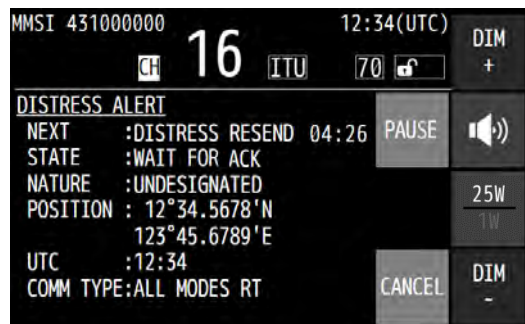 MMSI 431000000
12:34(UTC)
DIM
+
CH 16 ITU 70
DISTRESS ALERT
NEXT :DISTRESS RESEND 04:26
PAUSE
STATE :WAIT FOR ACK
NATURE :UNDESIGNATED
POSITION : 12°34.5678'N
123°45.6789'E
25W
1W
UTC :12:34
COMM TYPE:ALL MODES RT
CANCEL
DIM
-